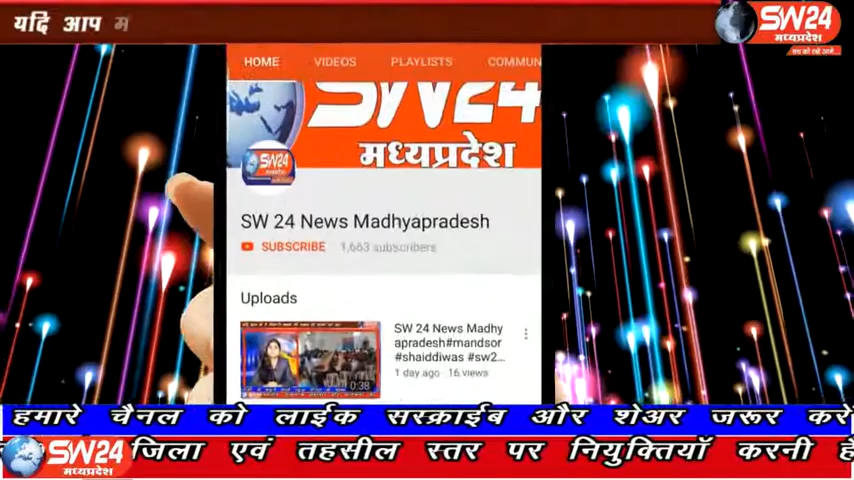 यदि आप
SW24
मध्यप्रदेश
HOME VIDEOS PLAYLISTS COMMUN
SW24
मध्यप्रदेश
SW24
SW 24 News Madhyapradesh
SUBSCRIBE 1,663 subscribers
Uploads
SW 24 News Madhy
apradesh#mandsor
#shaiddiwas #sw2...
1 day ago 16 views
0:38
हमारे चैनल को लाईक सस्क्राईब और शेअर जरूर करे
जिला एवं तहसील स्तर पर नियुक्तियॉ करनी है
SW24
मध्यप्रदेश